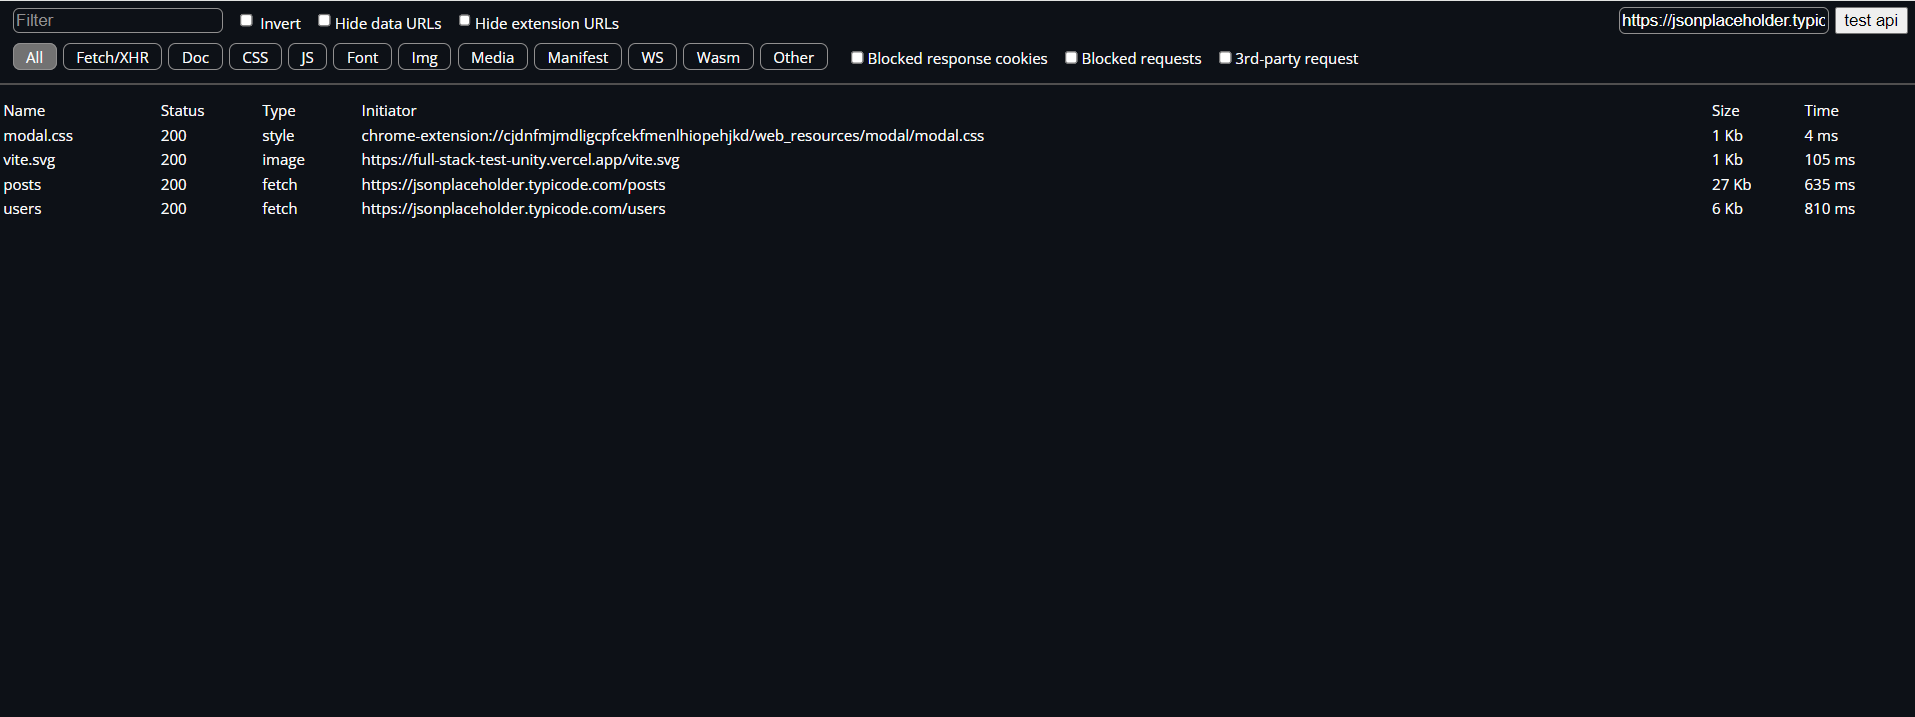 Filter Invert Hide data URLs Hide extension URLs https://jsonplaceholder.typic test api
All Fetch/XHR Doc CSS JS Font Img Media Manifest WS Wasm Other Blocked response cookies Blocked requests 3rd-party request
Name Status Type Initiator Size Time
modal.css 200 style chrome-extension://cjdnfmjmdligcpfcekfmenlhiopehjkd/web_resources/modal/modal.css 1 Kb 4 ms
vite.svg 200 image https://full-stack-test-unity.vercel.app/vite.svg 1 Kb 105 ms
posts 200 fetch https://jsonplaceholder.typicode.com/posts 27 Kb 635 ms
users 200 fetch https://jsonplaceholder.typicode.com/users 6 Kb 810 ms